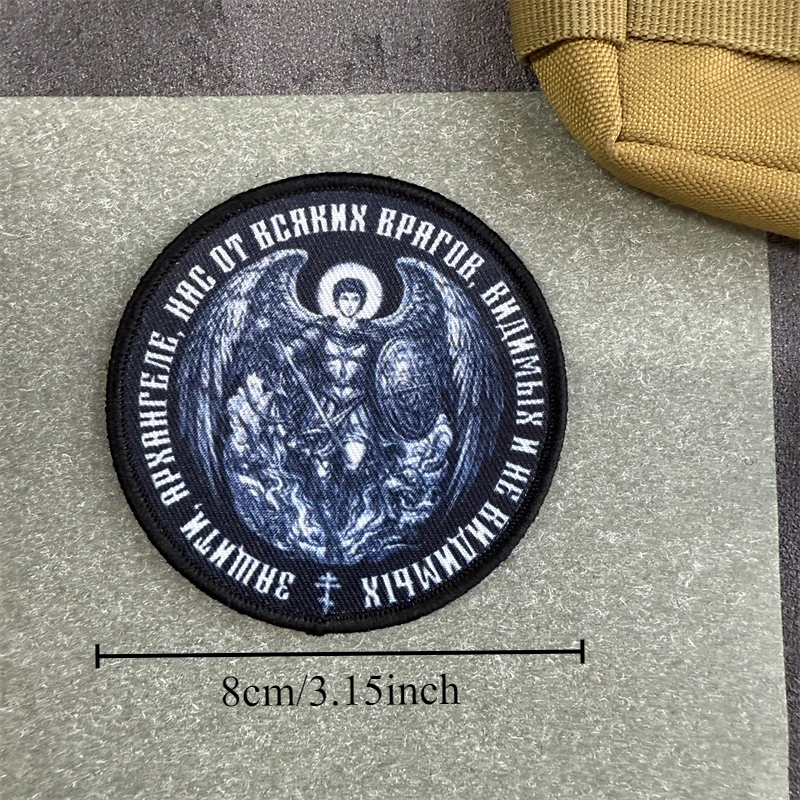 ЗАЩИТИ, АРХАНГЕЛЕ, НАС ОТ ВСЯКИХ ВРАГОВ, ВИДИМЫХ И НЕ ВИДИМЫХ
8cm/3.15inch